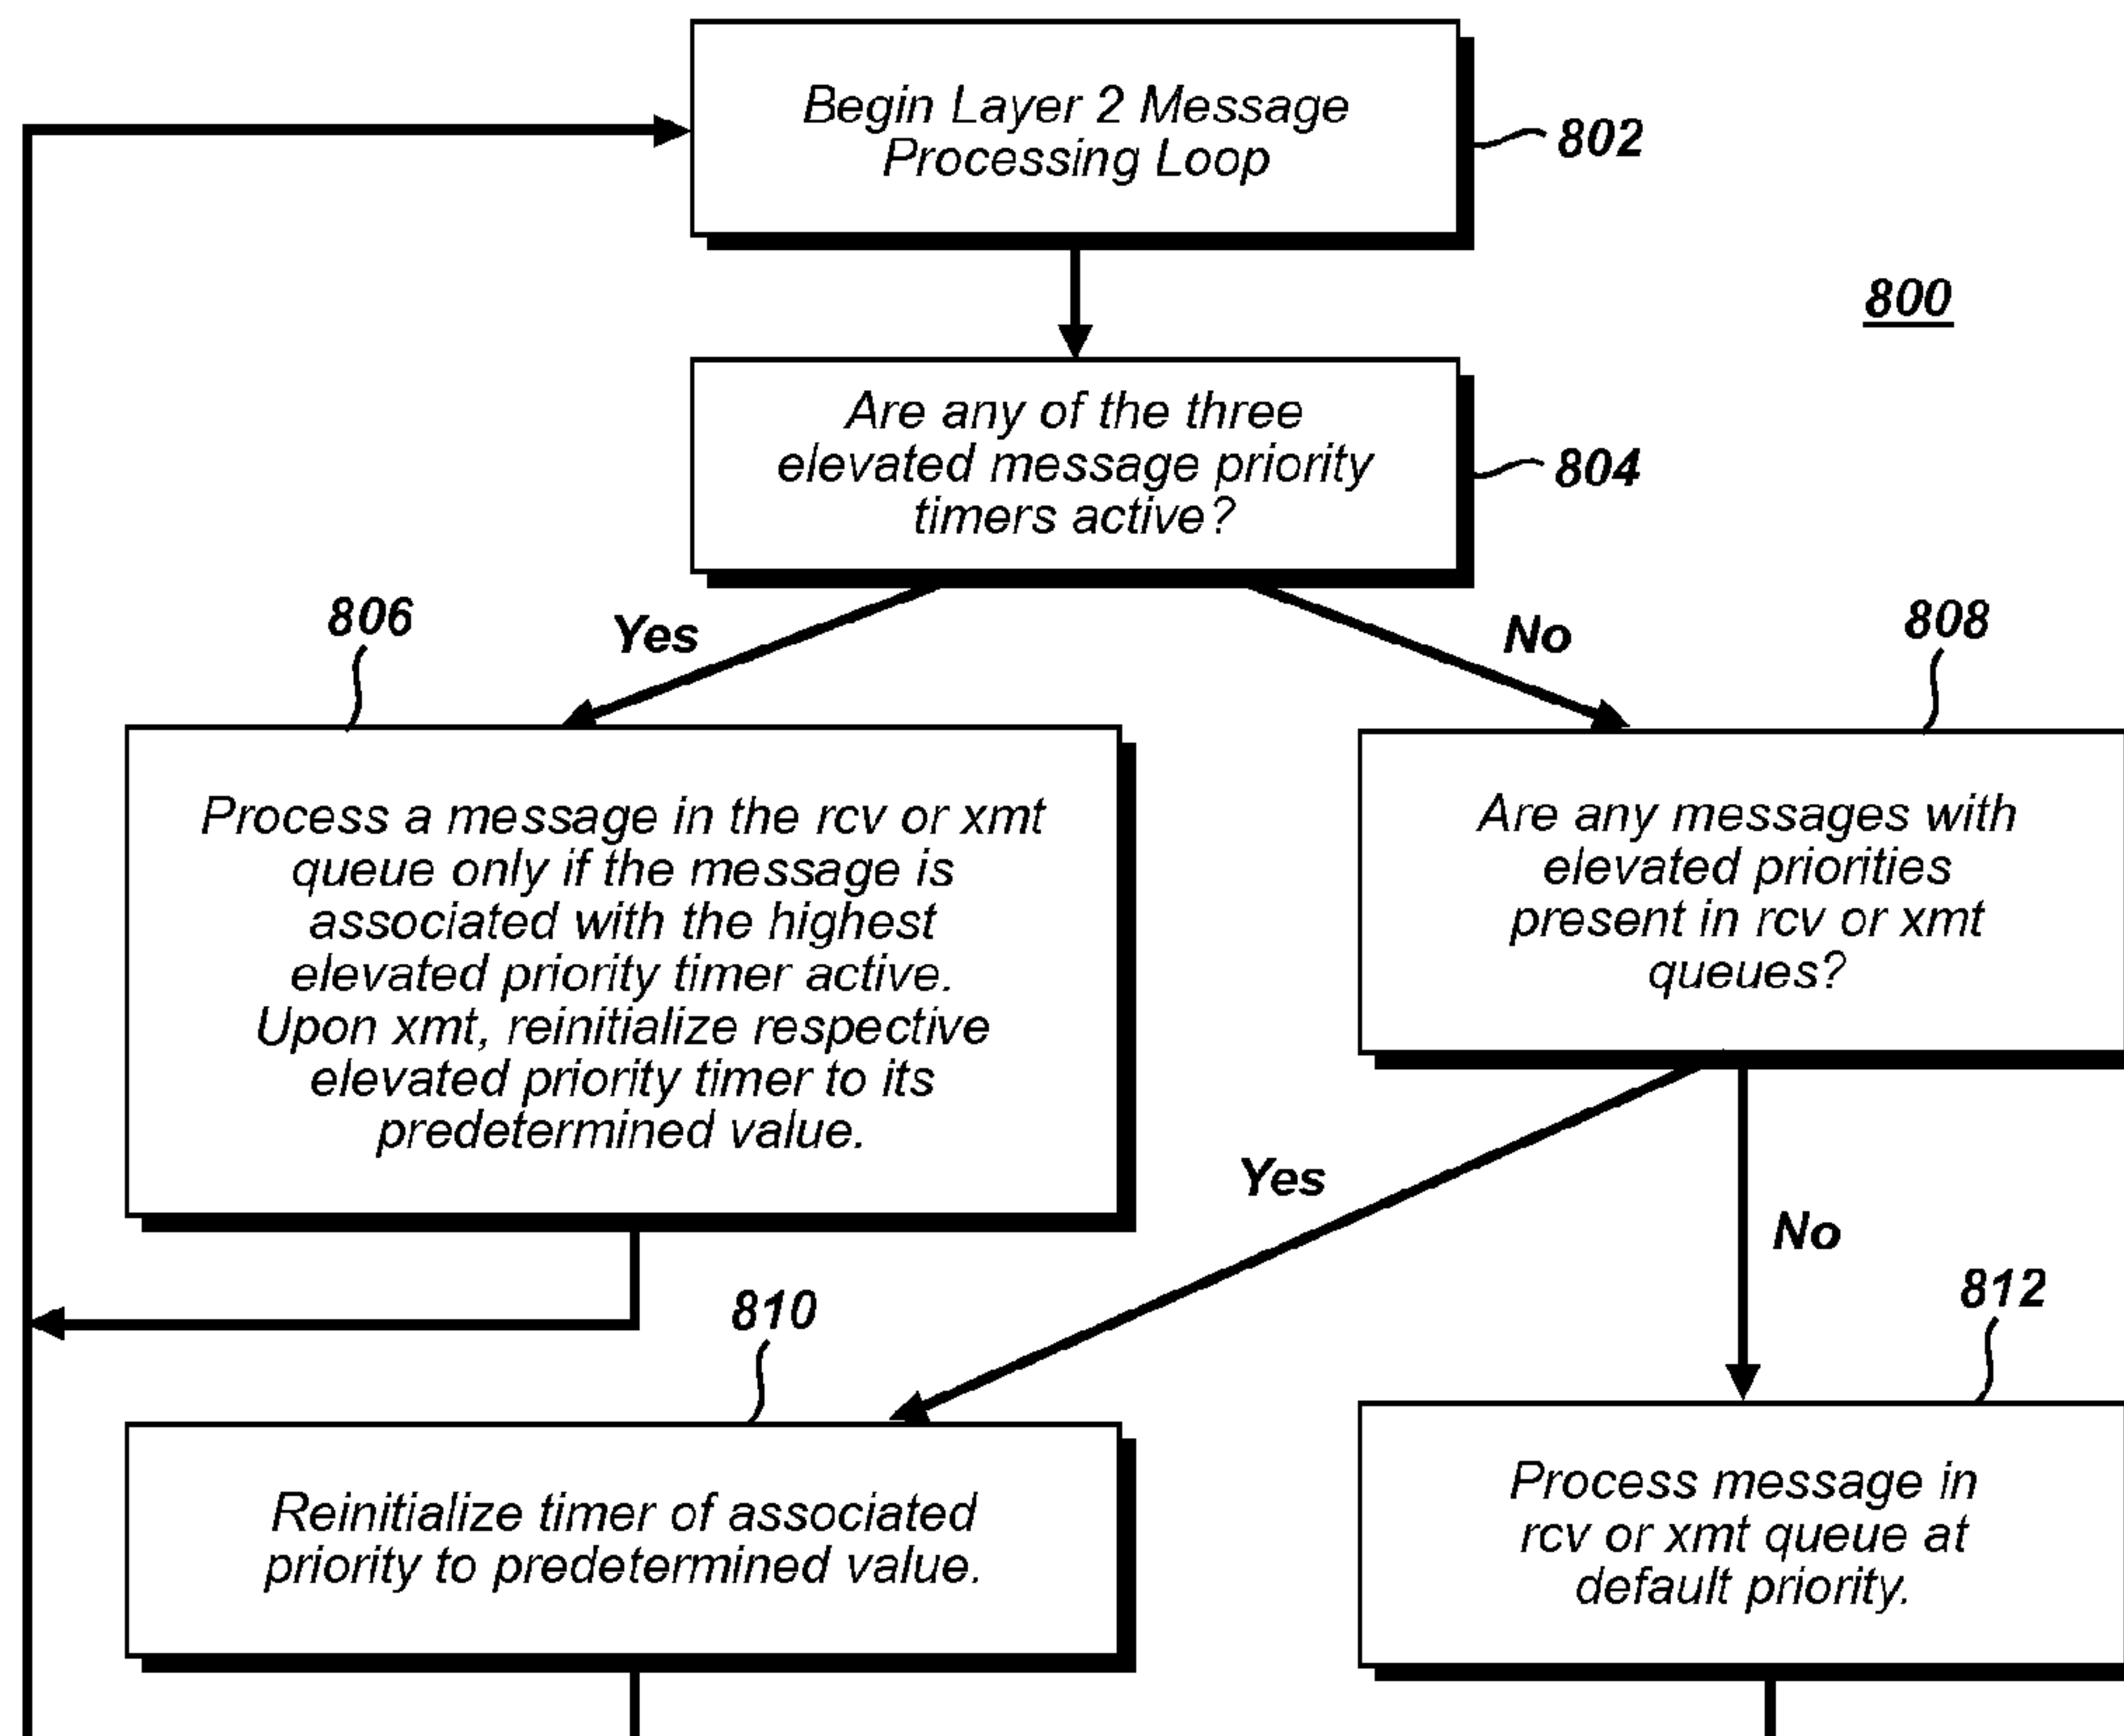 Begin Layer 2 Message
Processing Loop
802
800
Are any of the three
elevated message priority
timers active?
804
806
Yes
No
808
Process a message in the rcv or xmt
queue only if the message is
associated with the highest
elevated priority timer active.
Upon xmt, reinitialize respective
elevated priority timer to its
predetermined value.
Are any messages with
elevated priorities
present in rcv or xmt
queues?
Yes
No
810
812
Reinitialize timer of associated
priority to predetermined value.
Process message in
rcv or xmt queue at
default priority.